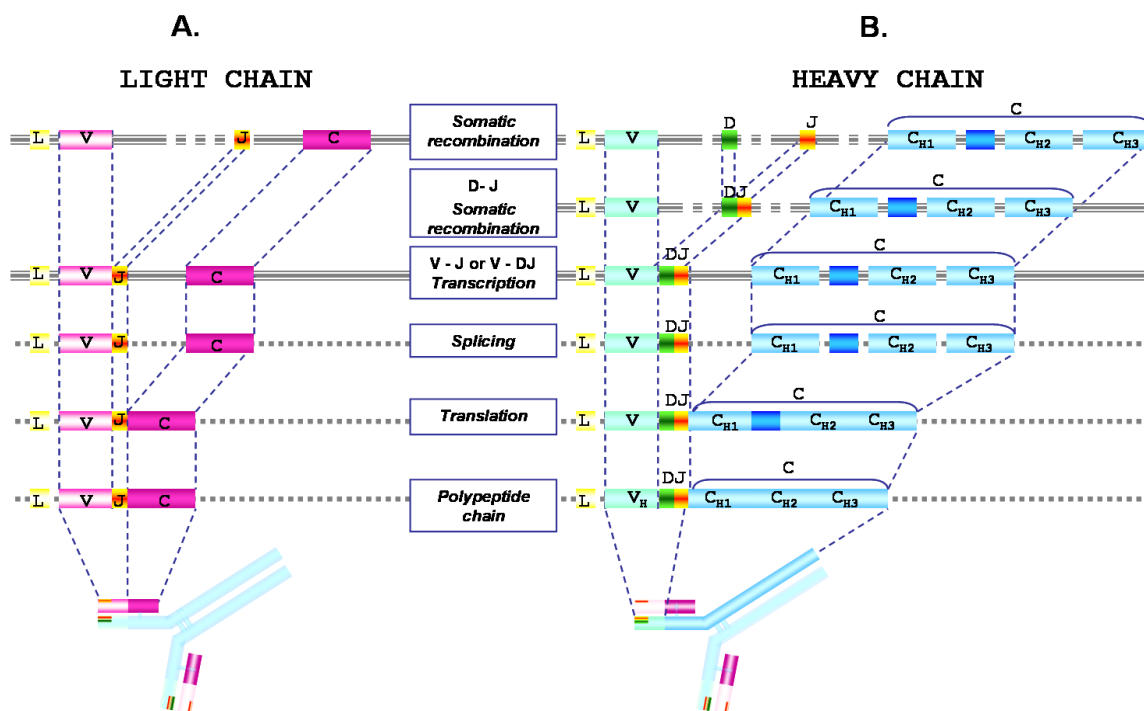 A.
B.
LIGHT CHAIN
HEAVY CHAIN
L V J C
Somatic
recombination
L V D J C
CH1 CH2 CH3
D- J
Somatic
recombination
L V DJ C
CH1 CH2 CH3
L V J C
V - J or V - DJ
Transcription
L V DJ C
CH1 CH2 CH3
L V J C
Splicing
L V DJ C
CH1 CH2 CH3
L V J C
Translation
L V DJ C
CH1 CH2 CH3
L V J C
Polypeptide
chain
L VH DJ C
CH1 CH2 CH3